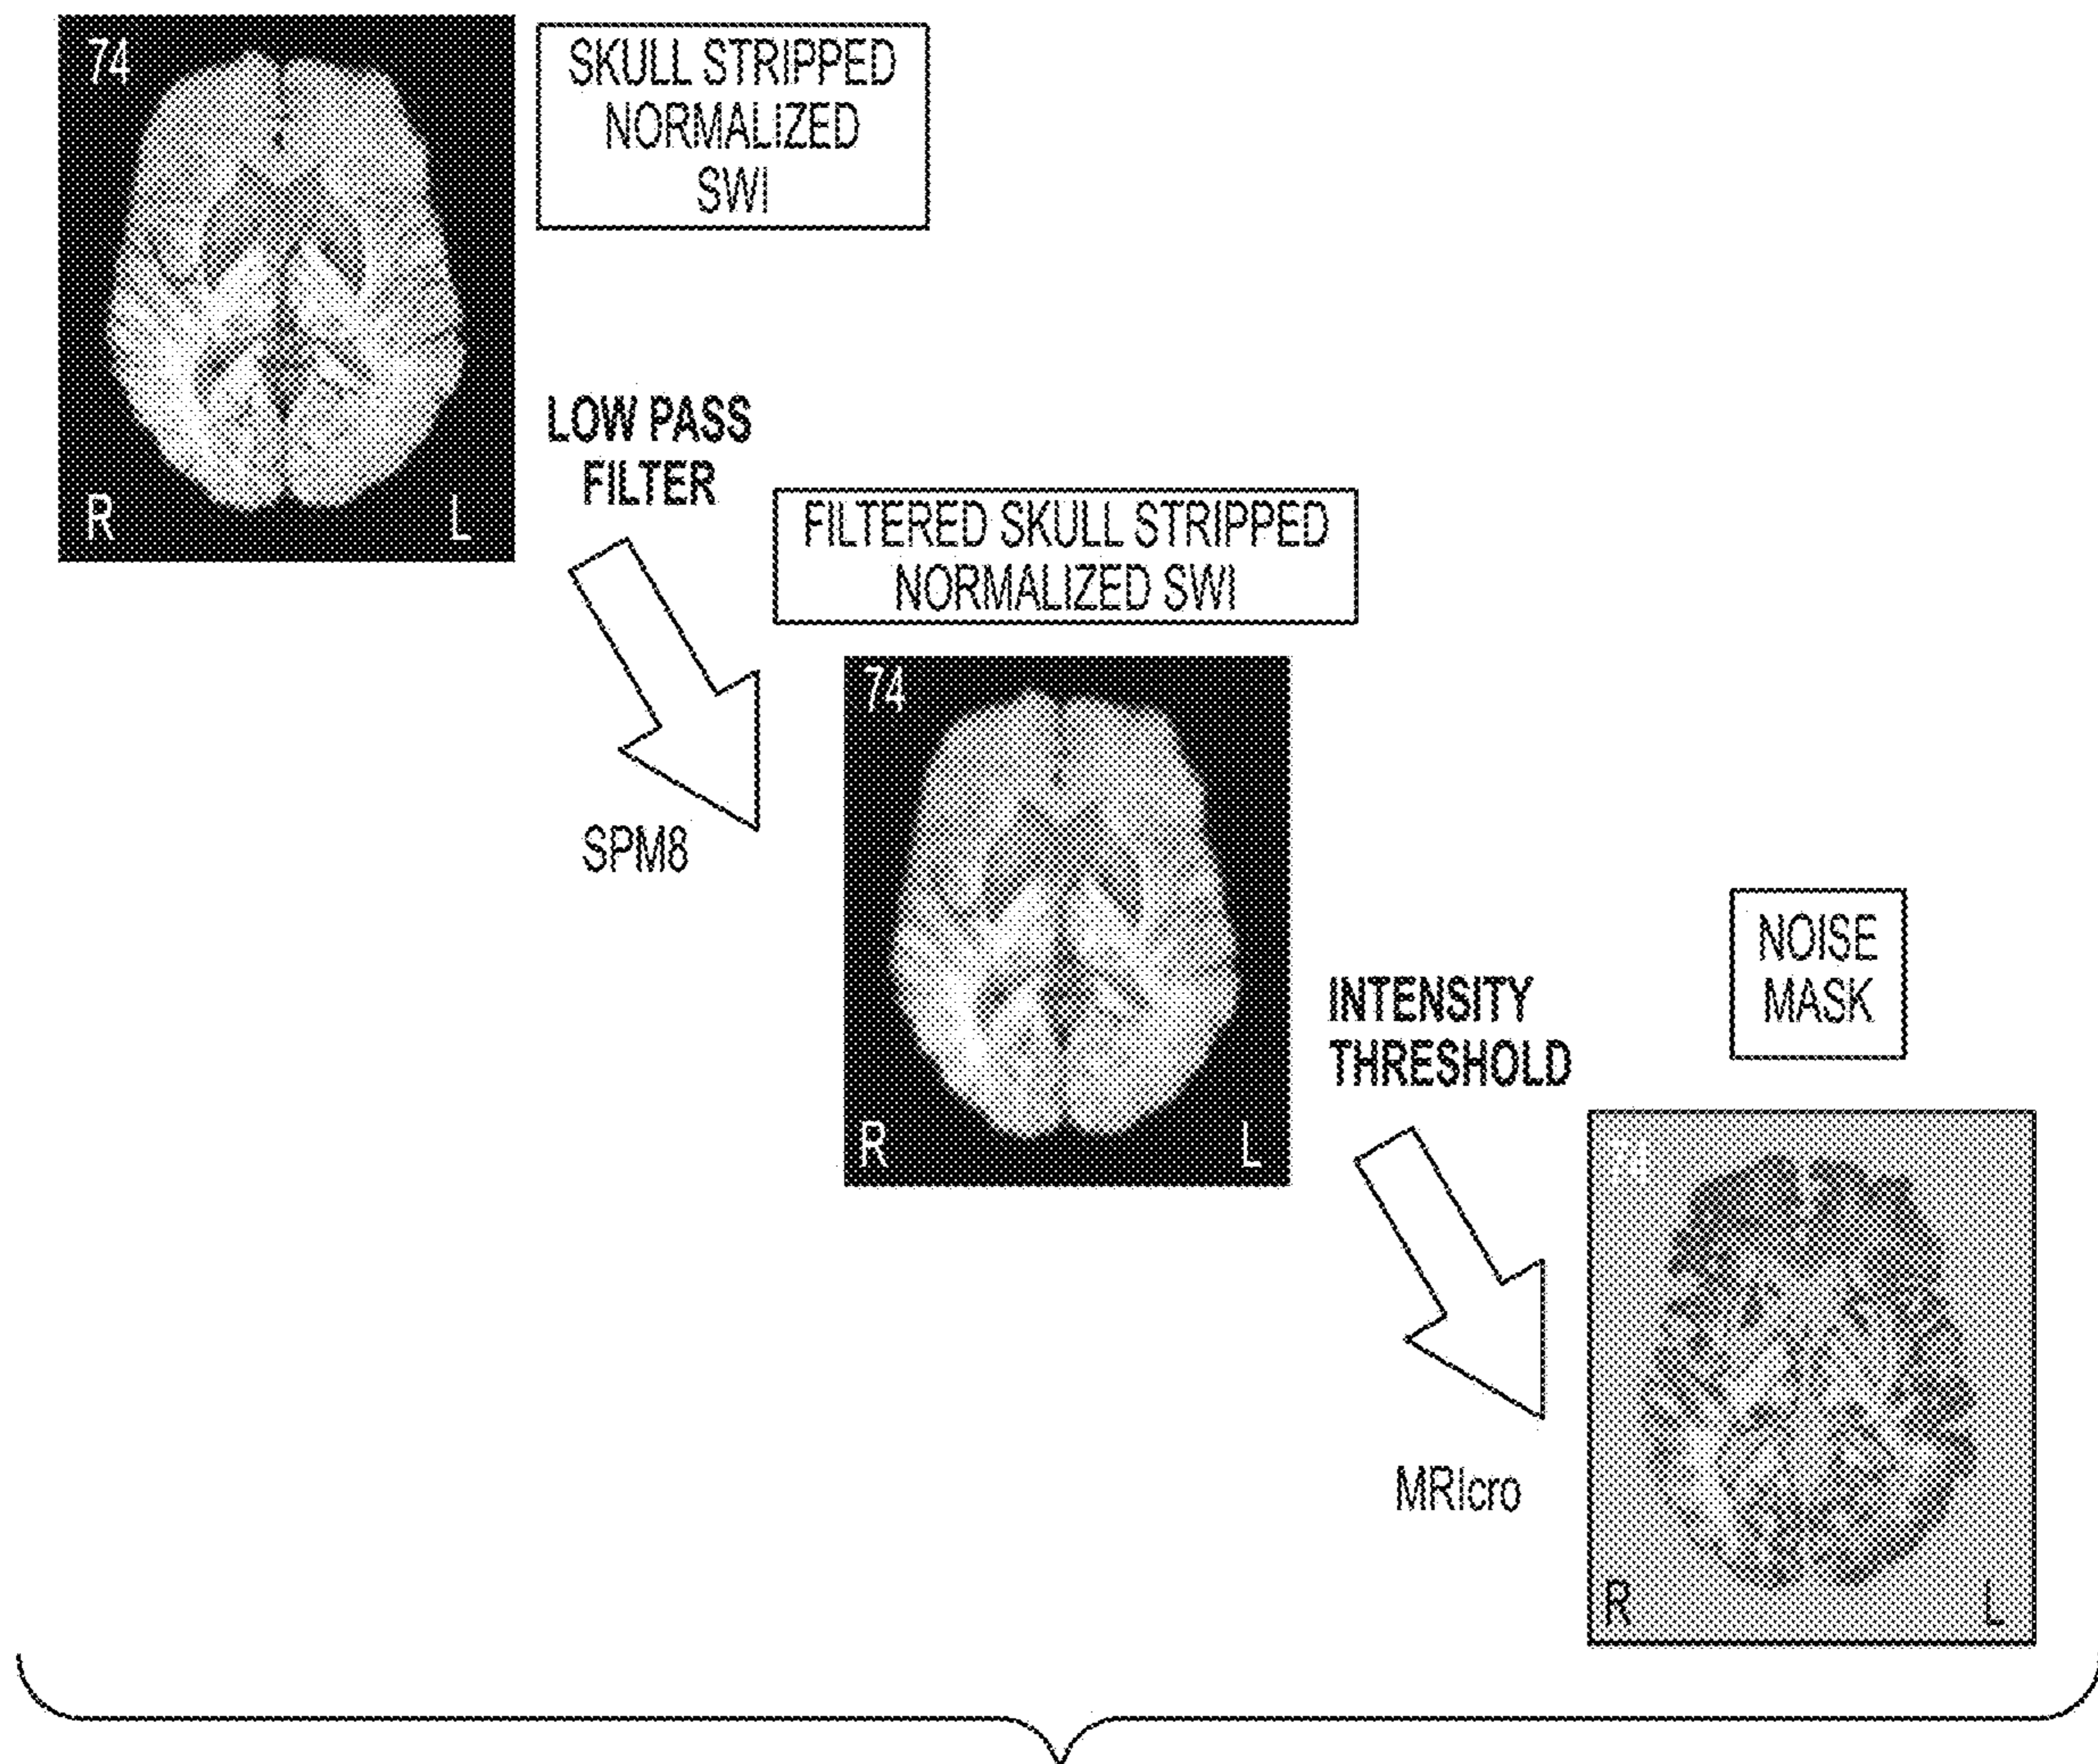 74
SKULL STRIPPED
NORMALIZED
SWI
R
L
LOW PASS
FILTER
SPM8
FILTERED SKULL STRIPPED
NORMALIZED SWI
74
R
L
INTENSITY
THRESHOLD
MRIcro
NOISE
MASK
74
R
L